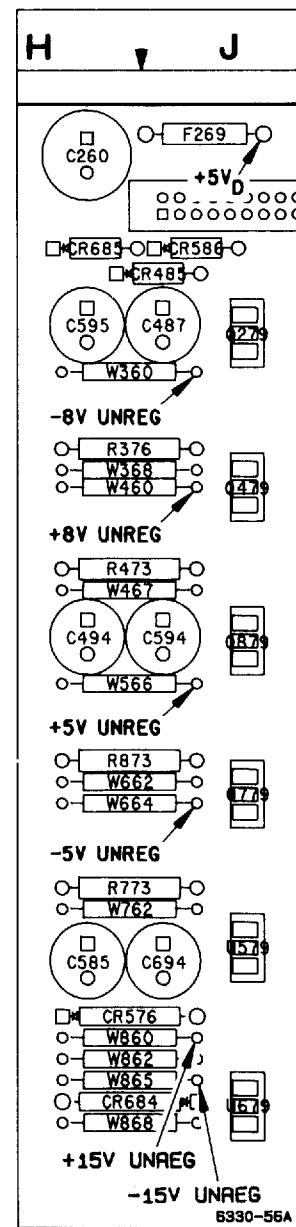 H J
C260
F269
+5VD
CR685 CR586
CR485
C595 C487
Q279
W360
-8V UNREG
R376
W368
W460
Q479
+8V UNREG
R473
W467
C494 C594
Q879
W566
+5V UNREG
R873
W662
W664
-5V UNREG
R773
W762
C585 C694
CR576
W860
W862
W865
CR684
W868
U679
+15V UNREG
-15V UNREG
6330-56A